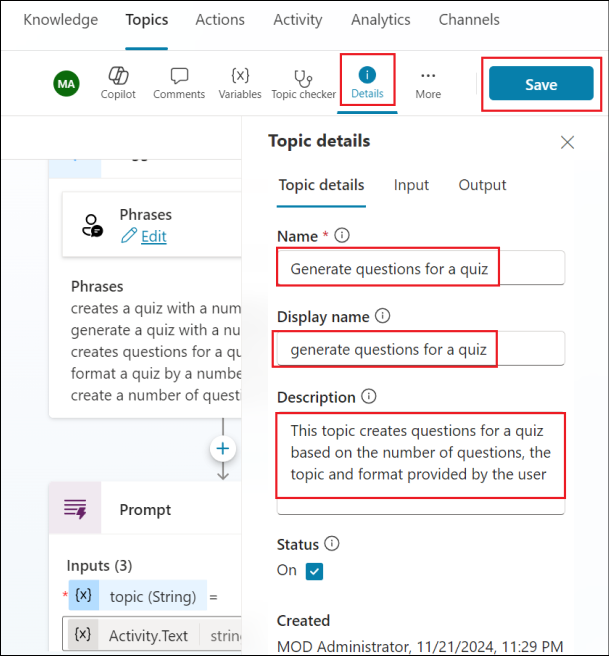 Knowledge Topics Actions Activity Analytics Channels
MA Copilot Comments Variables Topic checker Details More Save
Topic details
Topic details Input Output
Phrases
Edit
Phrases
creates a quiz with a num
generate a quiz with a nu
creates questions for a qu
format a quiz by a numbe
create a number of questi
Prompt
Inputs (3)
* {x} topic (String) =
{x} Activity.Text string
Name *
Generate questions for a quiz
Display name
generate questions for a quiz
Description
This topic creates questions for a quiz
based on the number of questions, the
topic and format provided by the user
Status
On
Created
MOD Administrator, 11/21/2024, 11:29 PM